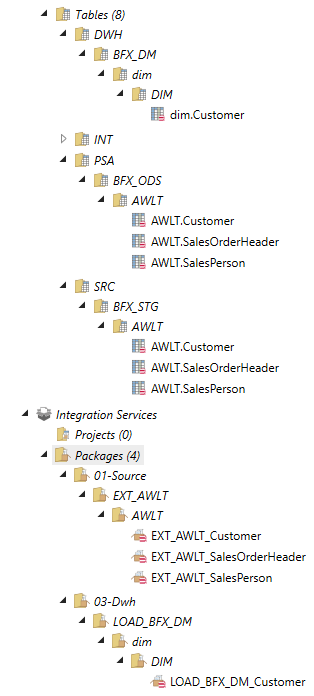 Tables (8)
DWH
BFX_DM
dim
DIM
dim.Customer
INT
PSA
BFX_ODS
AWLT
AWLT.Customer
AWLT.SalesOrderHeader
AWLT.SalesPerson
SRC
BFX_STG
AWLT
AWLT.Customer
AWLT.SalesOrderHeader
AWLT.SalesPerson
Integration Services
Projects (0)
Packages (4)
01-Source
EXT_AWLT
AWLT
EXT_AWLT_Customer
EXT_AWLT_SalesOrderHeader
EXT_AWLT_SalesPerson
03-Dwh
LOAD_BFX_DM
dim
DIM
LOAD_BFX_DM_Customer